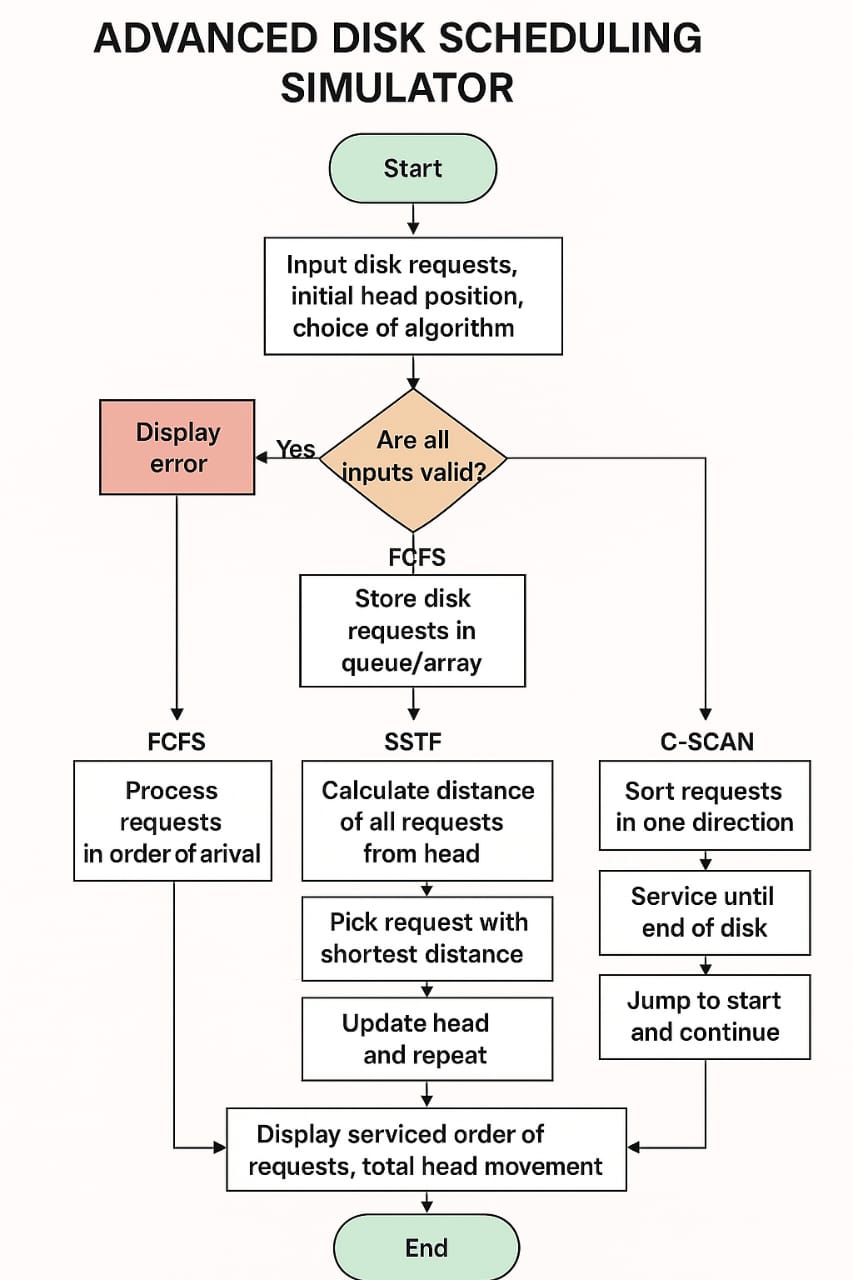 ADVANCED DISK SCHEDULING
SIMULATOR
Start
Input disk requests,
initial head position,
choice of algorithm
Are all
inputs valid?
Yes
Display
error
FCFS
Store disk
requests in
queue/array
FCFS
Process
requests
in order of arival
SSTF
Calculate distance
of all requests
from head
Pick request with
shortest distance
Update head
and repeat
C-SCAN
Sort requests
in one direction
Service until
end of disk
Jump to start
and continue
Display serviced order of
requests, total head movement
End